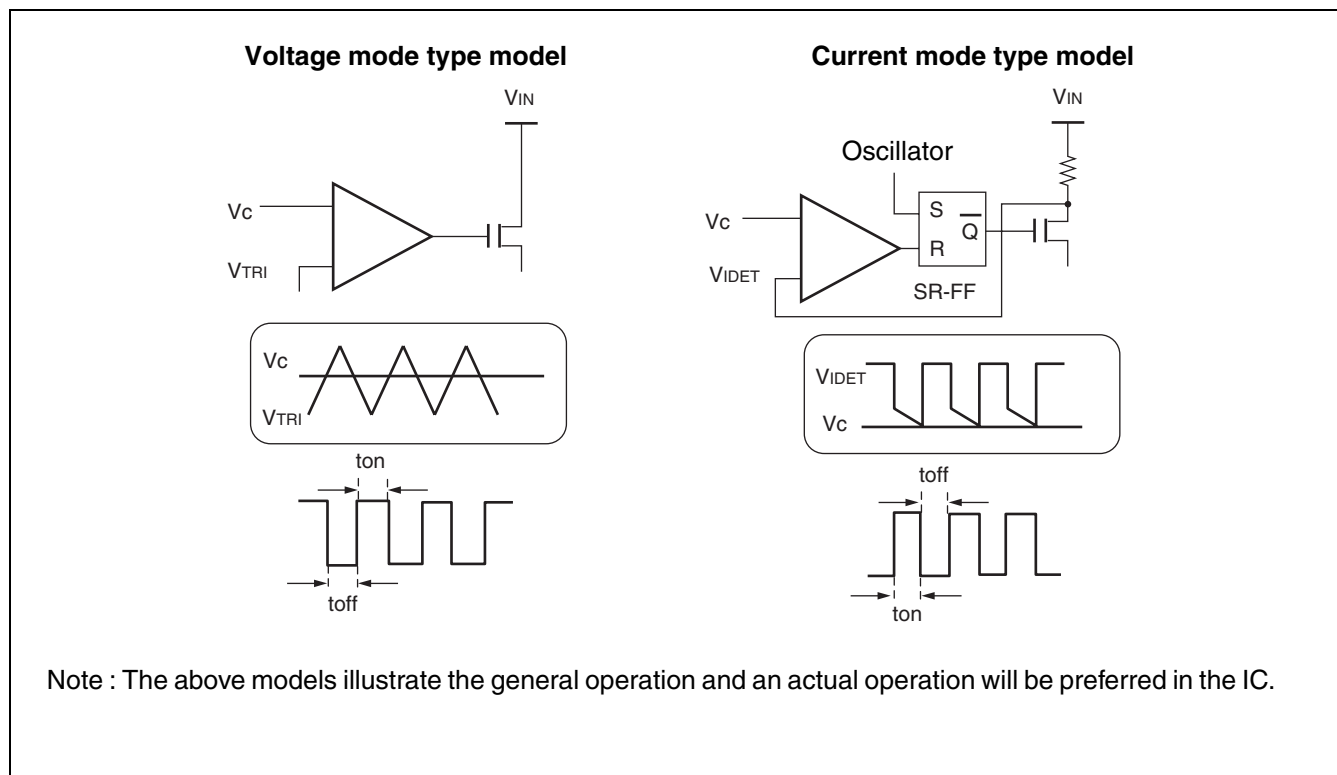 Voltage mode type model
VIN
Vc
VTRI
Vc
VTRI
ton
toff
Current mode type model
VIN
Oscillator
Vc
S
Q
R
VIDET
SR-FF
VIDET
Vc
toff
ton
Note : The above models illustrate the general operation and an actual operation will be preferred in the IC.